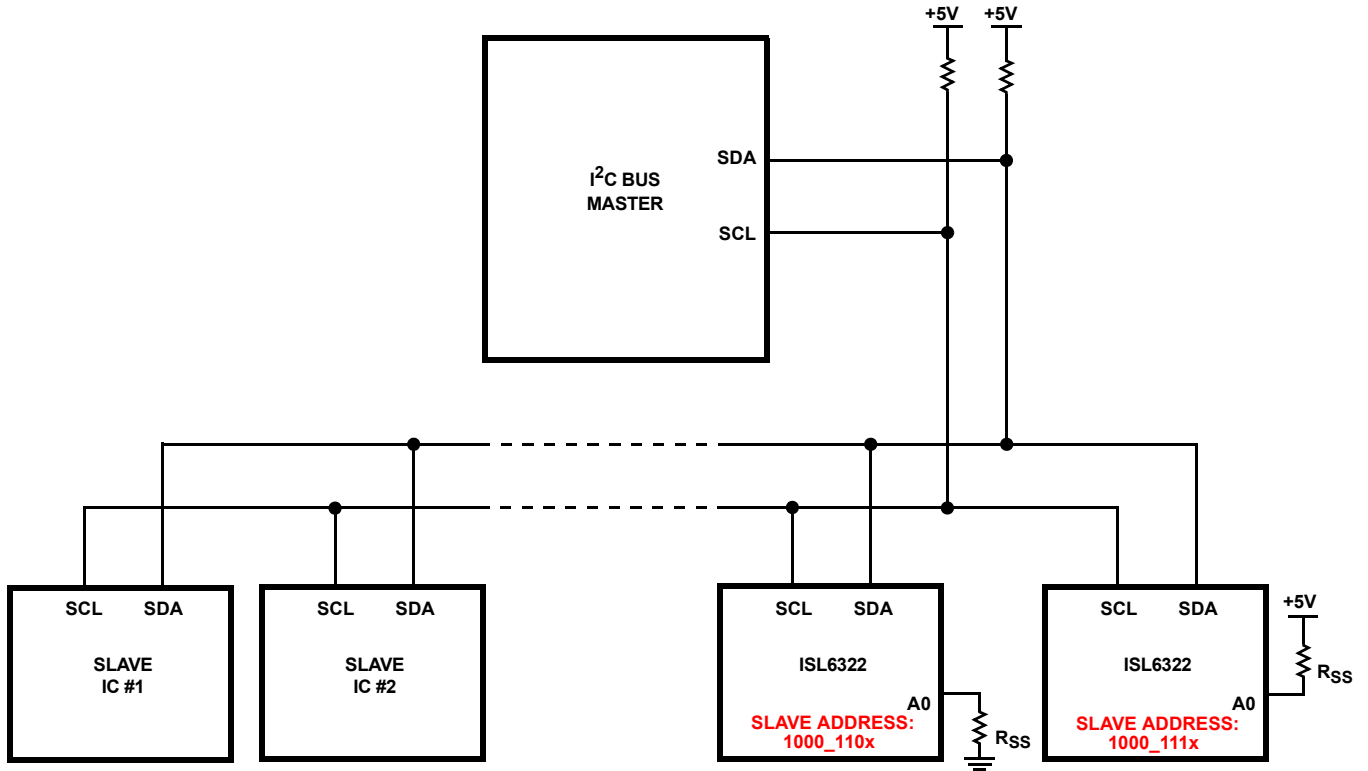 +5V +5V
I2C BUS
MASTER
SDA
SCL
SCL SDA
SLAVE
IC #1
SCL SDA
SLAVE
IC #2
SCL SDA
ISL6322
A0
SLAVE ADDRESS:
1000_110x
RSS
SCL SDA
ISL6322
A0
SLAVE ADDRESS:
1000_111x
+5V
RSS